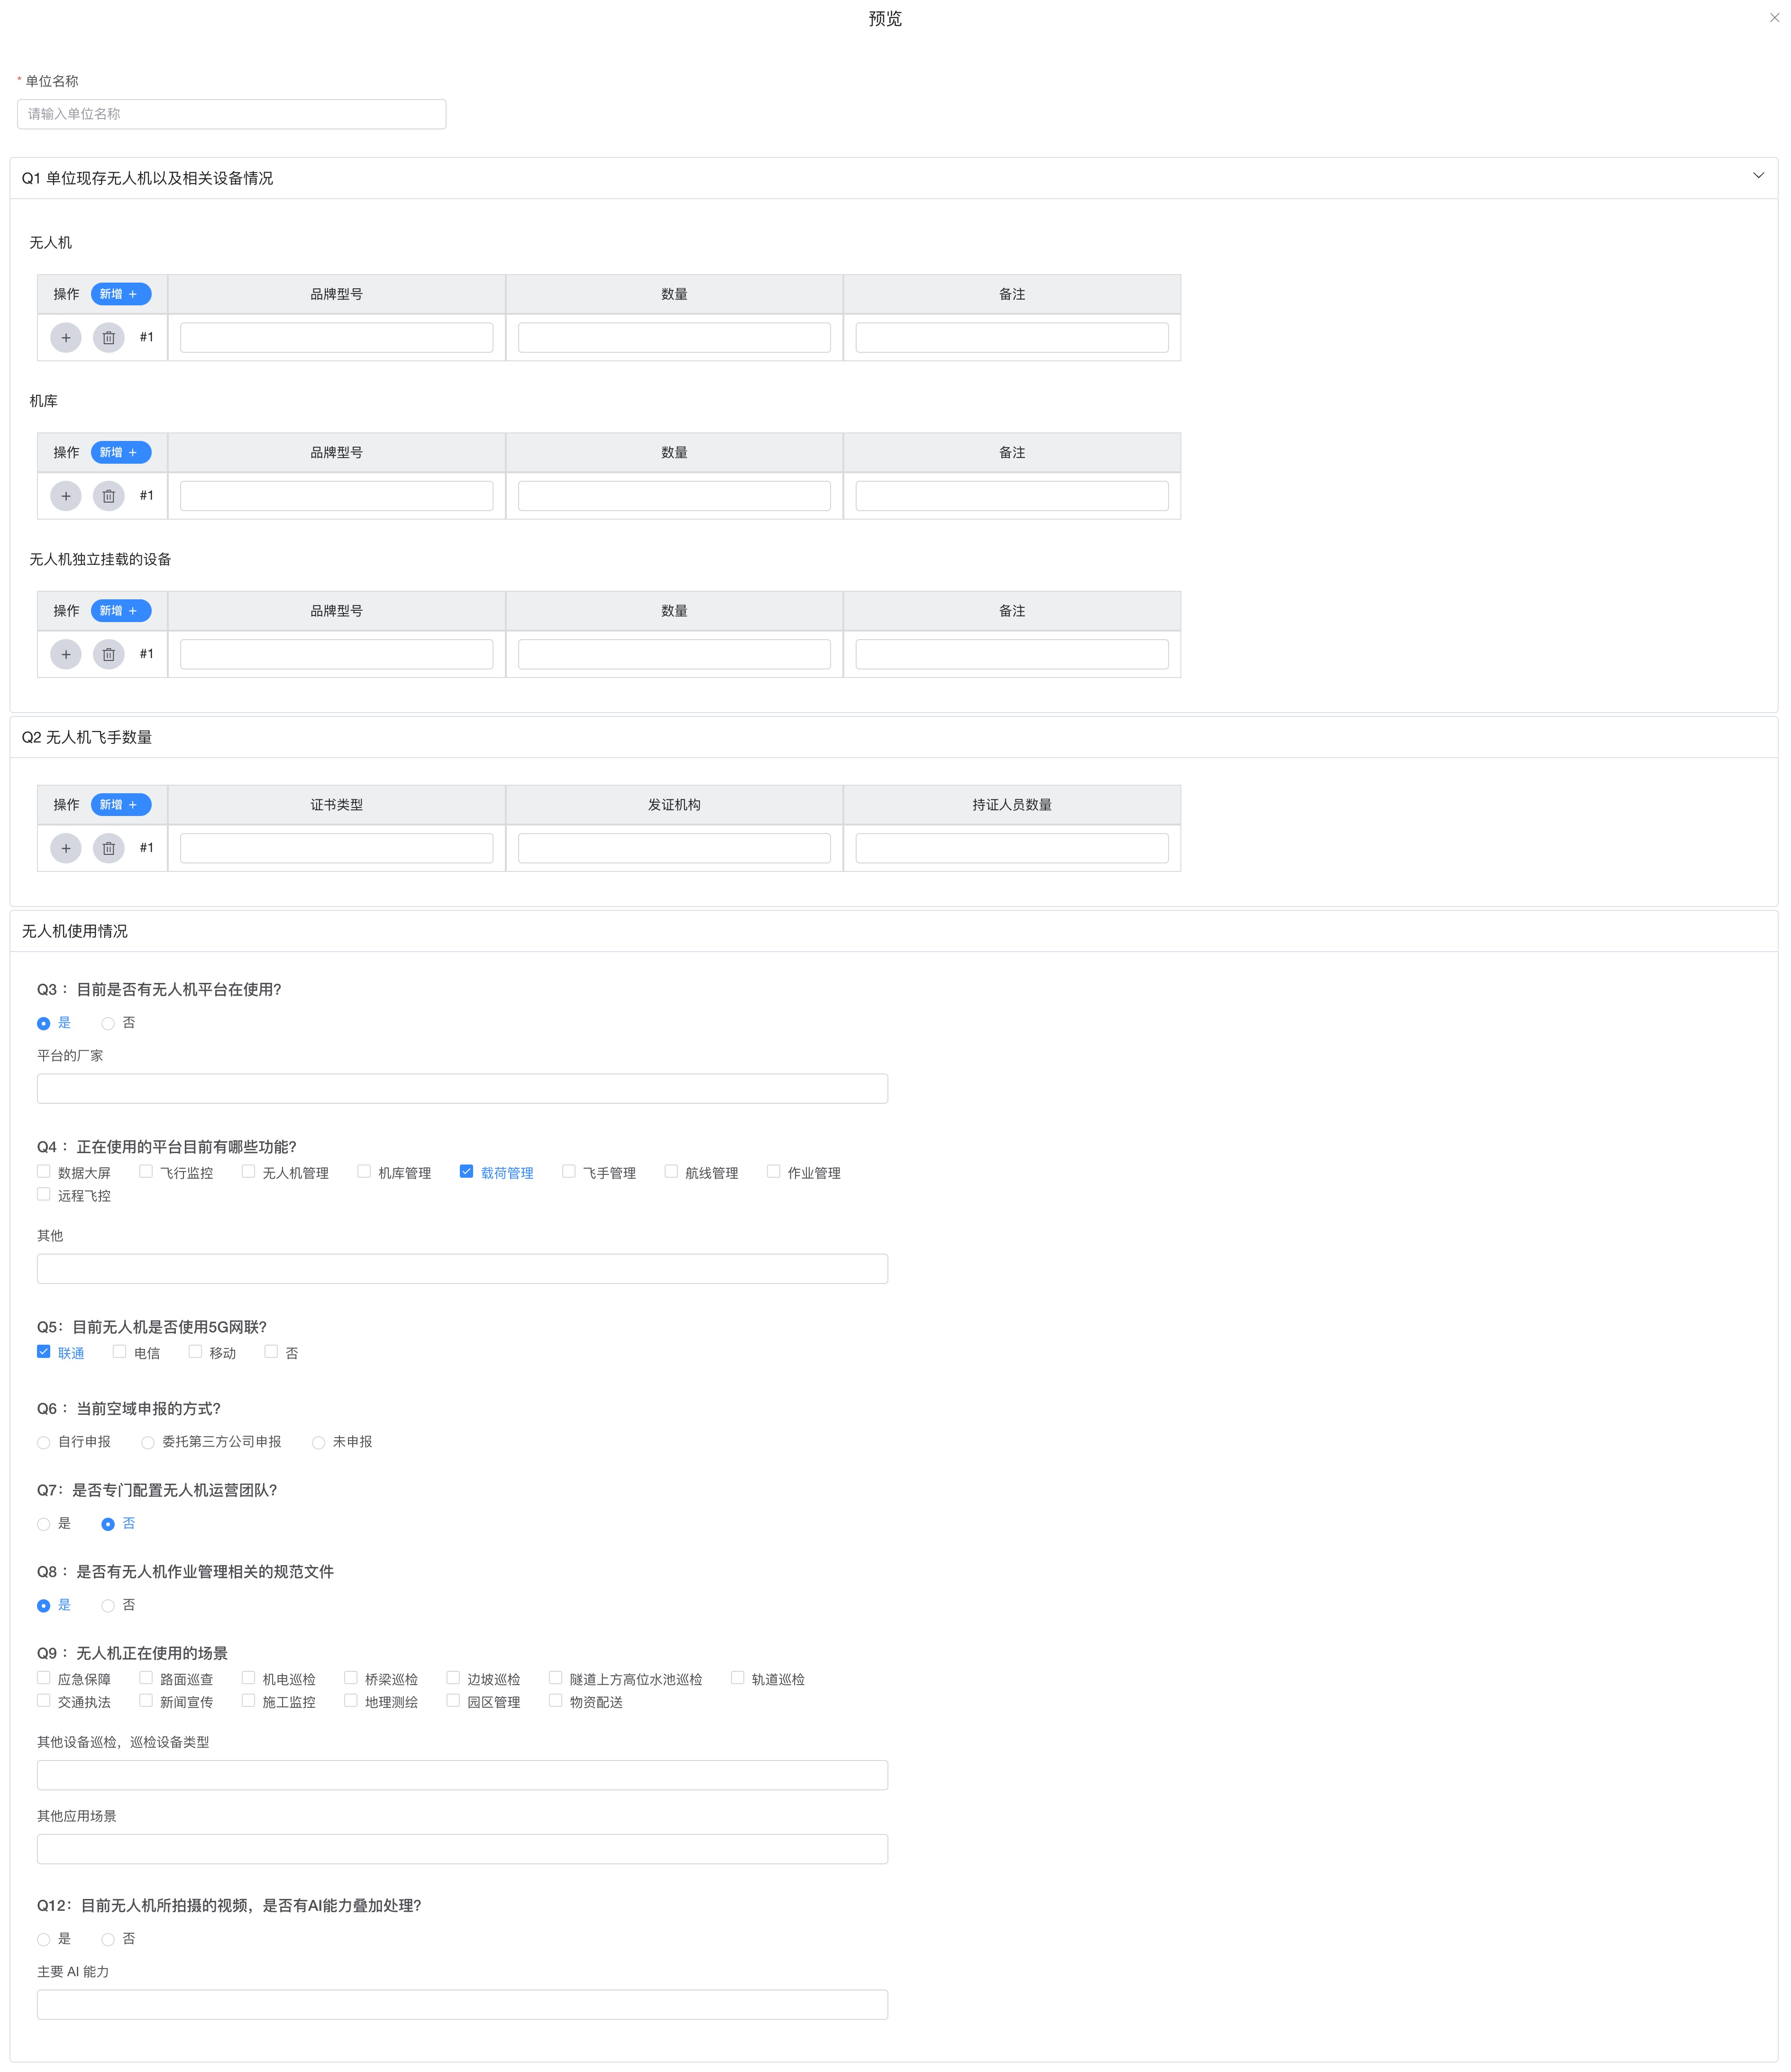 预览
* 单位名称
请输入单位名称
Q1 单位现存无人机以及相关设备情况
无人机
操作 新增 + 品牌型号 数量 备注
#1
机库
操作 新增 + 品牌型号 数量 备注
#1
无人机独立挂载的设备
操作 新增 + 品牌型号 数量 备注
#1
Q2 无人机飞手数量
操作 新增 + 证书类型 发证机构 持证人员数量
#1
无人机使用情况
Q3 ：目前是否有无人机平台在使用?
是 否
平台的厂家
Q4 ：正在使用的平台目前有哪些功能?
数据大屏 飞行监控 无人机管理 机库管理 载荷管理 飞手管理 航线管理 作业管理
远程飞控
其他
Q5：目前无人机是否使用5G网联?
联通 电信 移动 否
Q6 ：当前空域申报的方式?
自行申报 委托第三方公司申报 未申报
Q7：是否专门配置无人机运营团队?
是 否
Q8 ：是否有无人机作业管理相关的规范文件
是 否
Q9 ：无人机正在使用的场景
应急保障 路面巡查 机电巡检 桥梁巡检 边坡巡检 隧道上方高位水池巡检 轨道巡检
交通执法 新闻宣传 施工监控 地理测绘 园区管理 物资配送
其他设备巡检，巡检设备类型
其他应用场景
Q12：目前无人机所拍摄的视频，是否有AI能力叠加处理?
是 否
主要 AI 能力